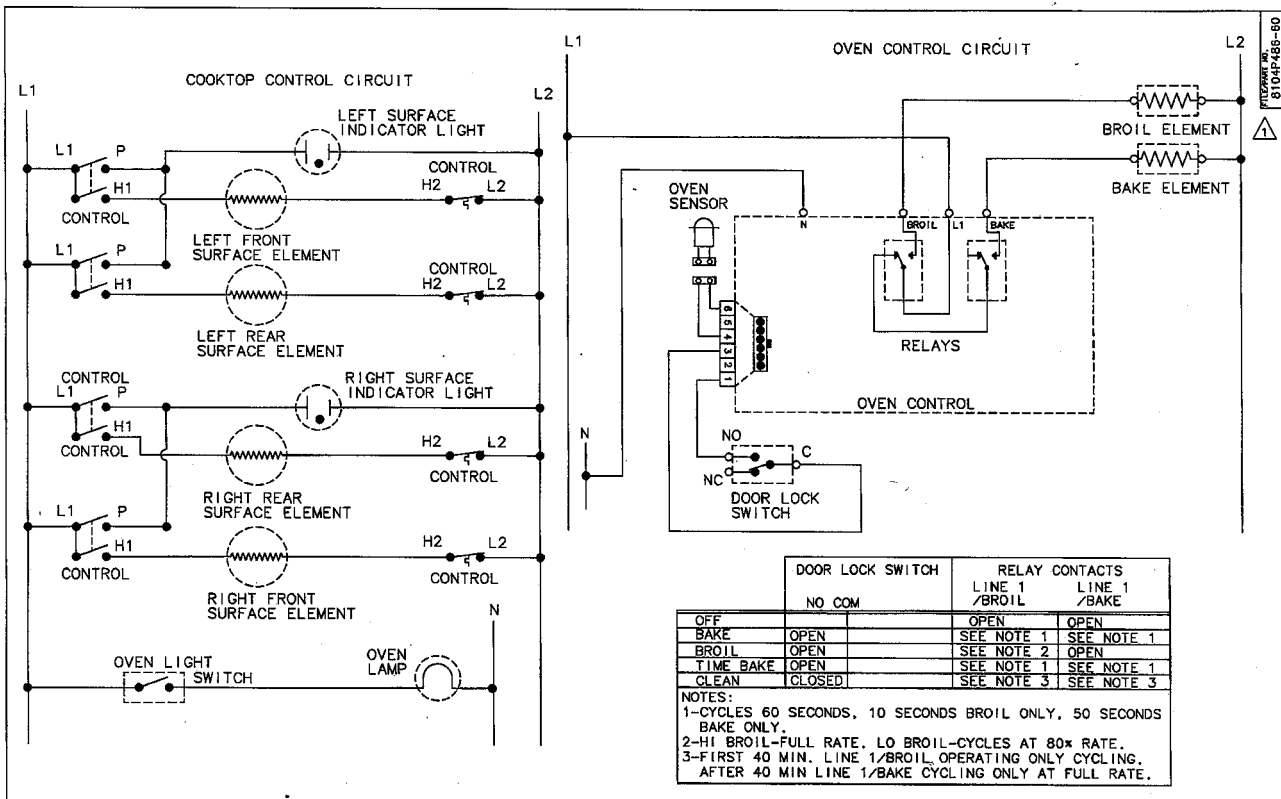 COOKTOP CONTROL CIRCUIT
L1
L2
LEFT SURFACE
INDICATOR LIGHT
L1
P
H1
CONTROL
CONTROL
H2
L2
LEFT FRONT
SURFACE ELEMENT
L1
P
H1
CONTROL
H2
L2
LEFT REAR
SURFACE ELEMENT
CONTROL
L1
P
H1
CONTROL
RIGHT SURFACE
INDICATOR LIGHT
H2
L2
CONTROL
RIGHT REAR
SURFACE ELEMENT
L1
P
H1
CONTROL
H2
L2
CONTROL
RIGHT FRONT
SURFACE ELEMENT
N
OVEN LIGHT
SWITCH
OVEN
LAMP
L1
OVEN CONTROL CIRCUIT
L2
FILE/PART NO.
8104P486-60
1
BROIL ELEMENT
BAKE ELEMENT
OVEN
SENSOR
N
BROIL
L1
BAKE
RELAYS
6
5
4
3
2
1
OVEN CONTROL
N
NO
NC
C
DOOR LOCK
SWITCH
DOOR LOCK SWITCH
RELAY CONTACTS
NO COM
LINE 1
/BROIL
LINE 1
/BAKE
OFF OPEN OPEN
BAKE OPEN SEE NOTE 1 SEE NOTE 1
BROIL OPEN SEE NOTE 2 OPEN
TIME BAKE OPEN SEE NOTE 1 SEE NOTE 1
CLEAN CLOSED SEE NOTE 3 SEE NOTE 3
NOTES:
1-CYCLES 60 SECONDS, 10 SECONDS BROIL ONLY, 50 SECONDS
BAKE ONLY.
2-HI BROIL-FULL RATE. LO BROIL-CYCLES AT 80% RATE.
3-FIRST 40 MIN. LINE 1/BROIL OPERATING ONLY CYCLING.
AFTER 40 MIN LINE 1/BAKE CYCLING ONLY AT FULL RATE.